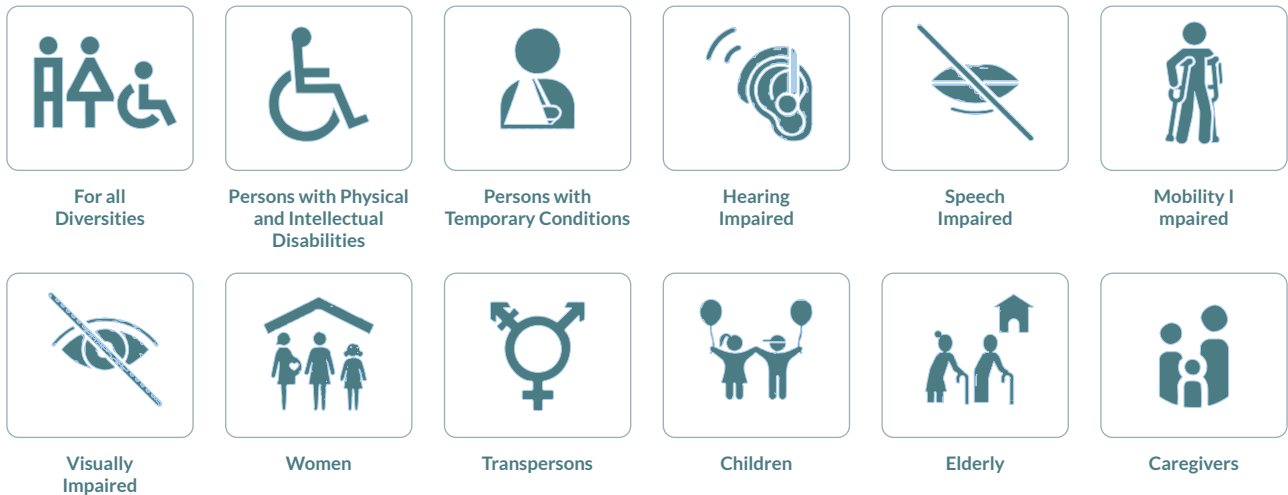 For all
Diversities
Persons with Physical
and Intellectual
Disabilities
Persons with
Temporary Conditions
Hearing
Impaired
Speech
Impaired
Mobility I
mpaired
Visually
Impaired
Women
Transpersons
Children
Elderly
Caregivers